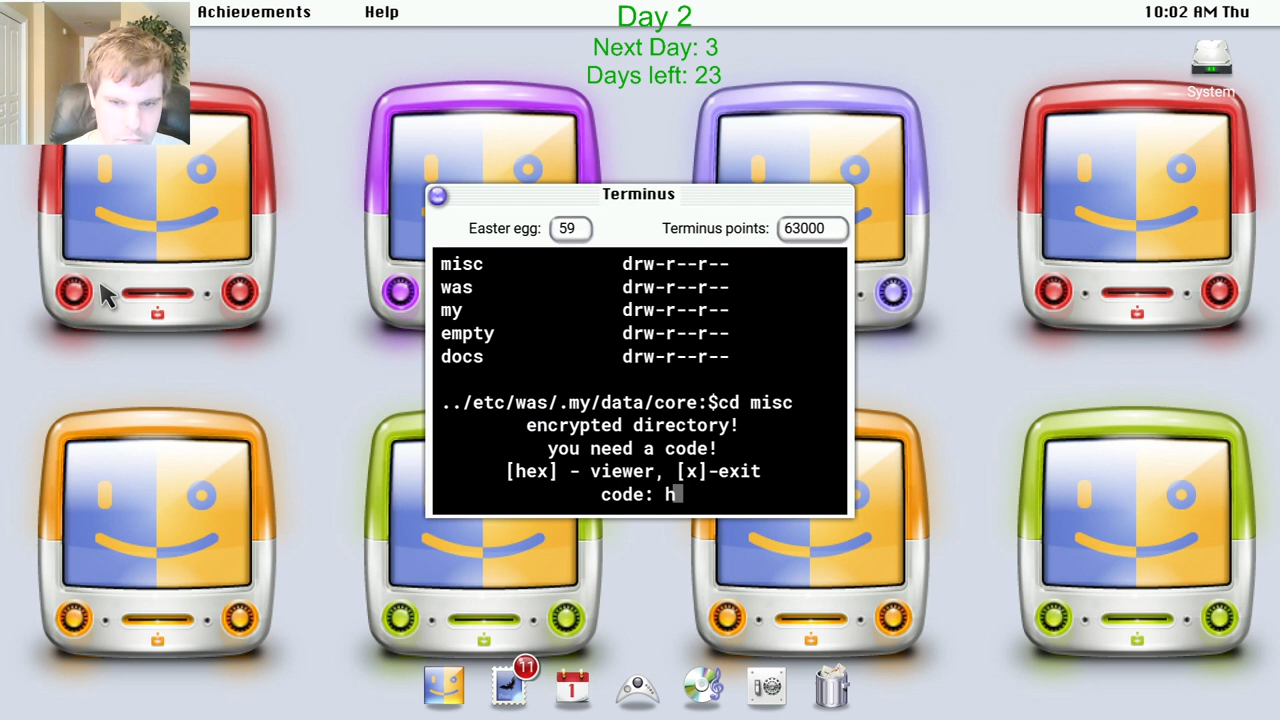 Achievements Help
Day 2
10:02 AM Thu
Next Day: 3
Days left: 23
System
Terminus
Easter egg: 59 Terminus points: 63000
misc drw-r--r--
was drw-r--r--
my drw-r--r--
empty drw-r--r--
docs drw-r--r--
../etc/was/.my/data/core:$cd misc
encrypted directory!
you need a code!
[hex] - viewer, [x]-exit
code: h
11
1